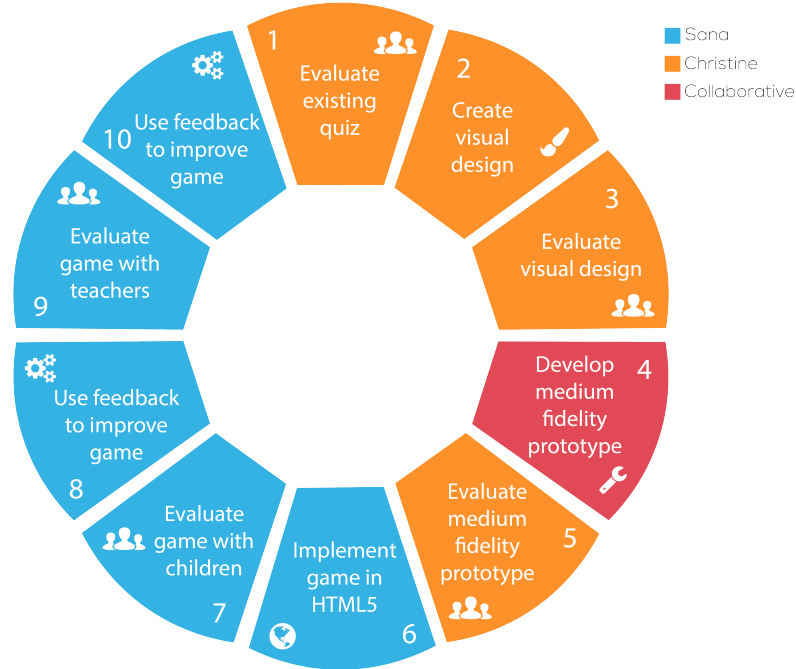 1
Evaluate
existing
quiz
2
Create
visual
design
3
Evaluate
visual design
4
Develop
medium
fidelity
prototype
5
Evaluate
medium
fidelity
prototype
6
Implement
game in
HTML5
7
Evaluate
game with
children
8
Use feedback
to improve
game
9
Evaluate
game with
teachers
10
Use feedback
to improve
game
Sana
Christine
Collaborative